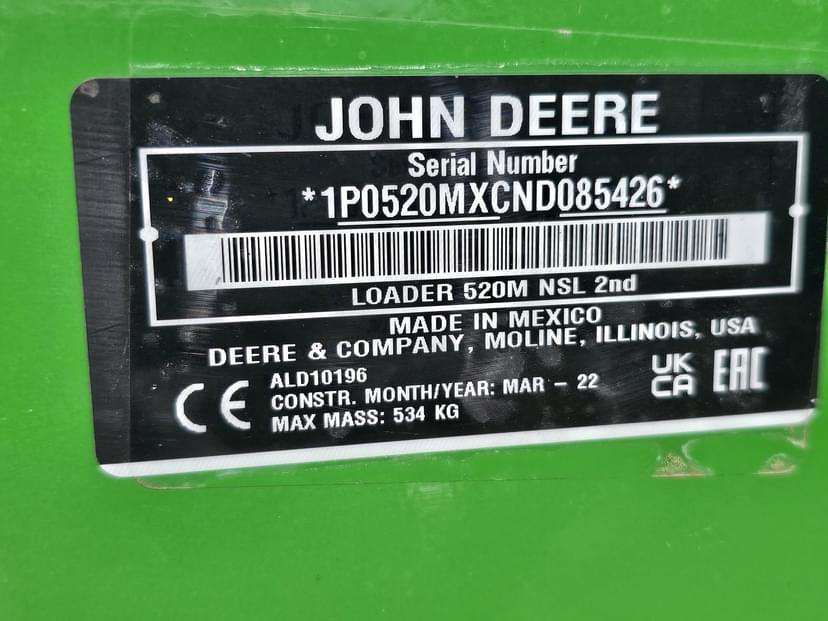 JOHN DEERE
Serial Number
*1P0520MXCND085426*
LOADER 520M NSL 2nd
MADE IN MEXICO
DEERE & COMPANY, MOLINE, ILLINOIS, USA
ALD10196
CONSTR. MONTH/YEAR: MAR - 22
MAX MASS: 534 KG
CE
UK
CA
EAC